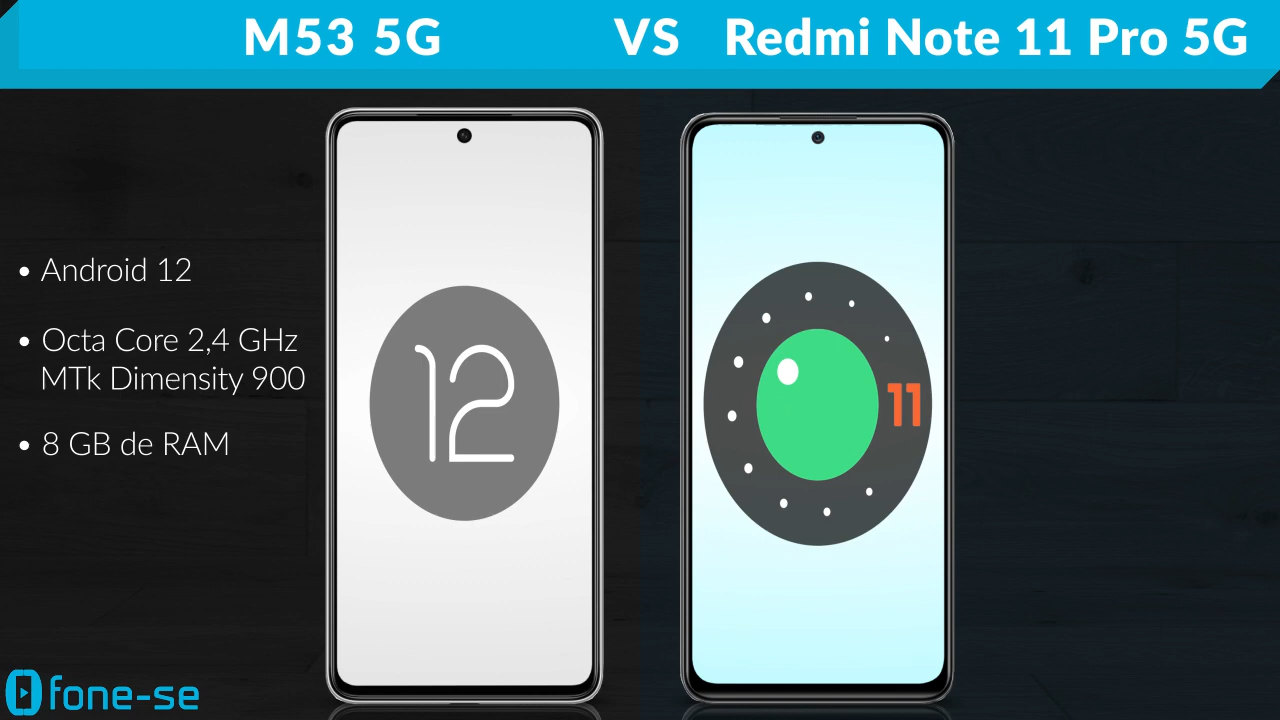 M53 5G VS Redmi Note 11 Pro 5G
• Android 12
• Octa Core 2,4 GHz
MTk Dimensity 900
• 8 GB de RAM
12
11
fone-se